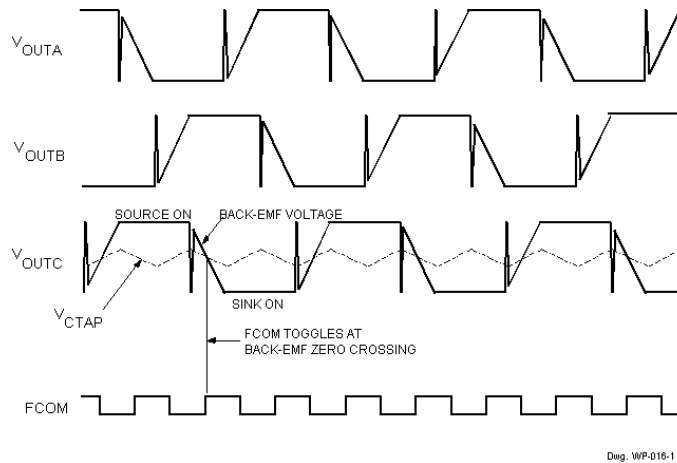 VOUTA
VOUTB
SOURCE ON
BACK-EMF VOLTAGE
VOUTC
SINK ON
VCTAP
FCOM TOGGLES AT
BACK-EMF ZERO CROSSING
FCOM
Dwg. WP-016-1